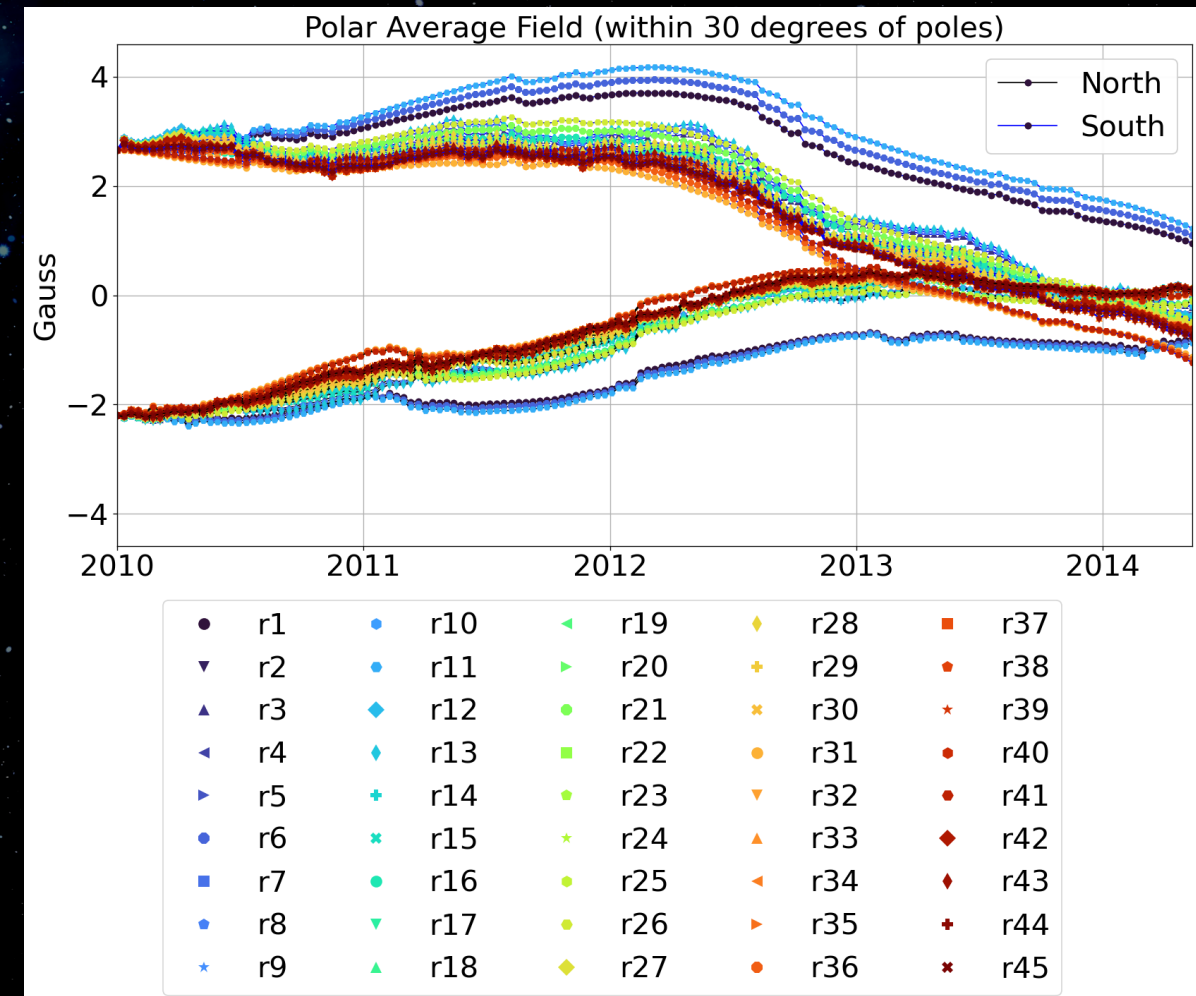 Polar Average Field (within 30 degrees of poles)
4
2
0
−2
−4
Gauss
North
South
2010 2011 2012 2013 2014
r1 r10 r19 r28 r37
r2 r11 r20 r29 r38
r3 r12 r21 r30 r39
r4 r13 r22 r31 r40
r5 r14 r23 r32 r41
r6 r15 r24 r33 r42
r7 r16 r25 r34 r43
r8 r17 r26 r35 r44
r9 r18 r27 r36 r45